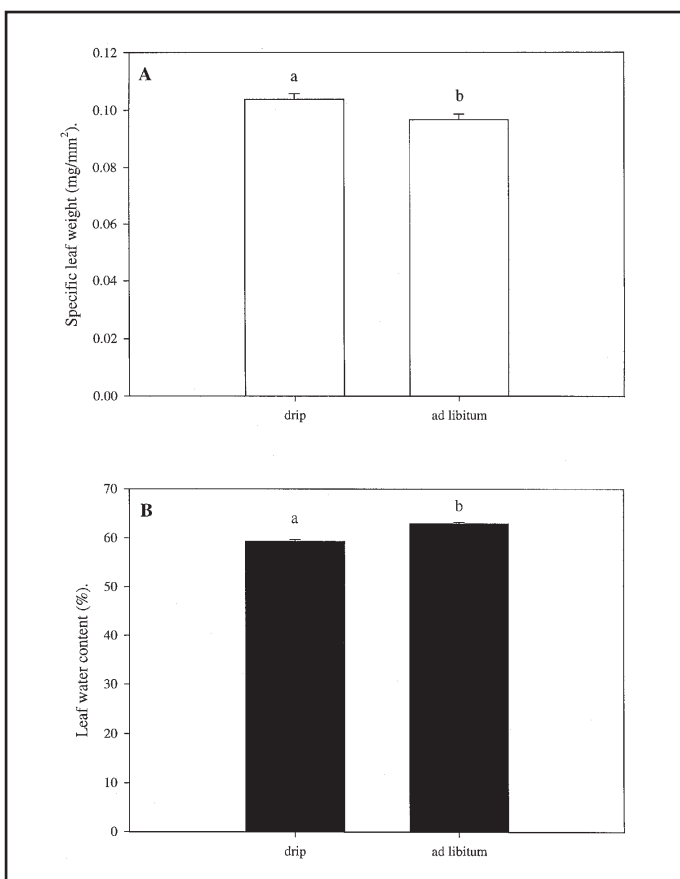 A
a
b
0.12
0.10
0.08
0.06
0.04
0.02
0.00
Specific leaf weight (mg/mm²).
drip ad libitum
B
a
b
70
60
50
40
30
20
10
0
Leaf water content (%).
drip ad libitum